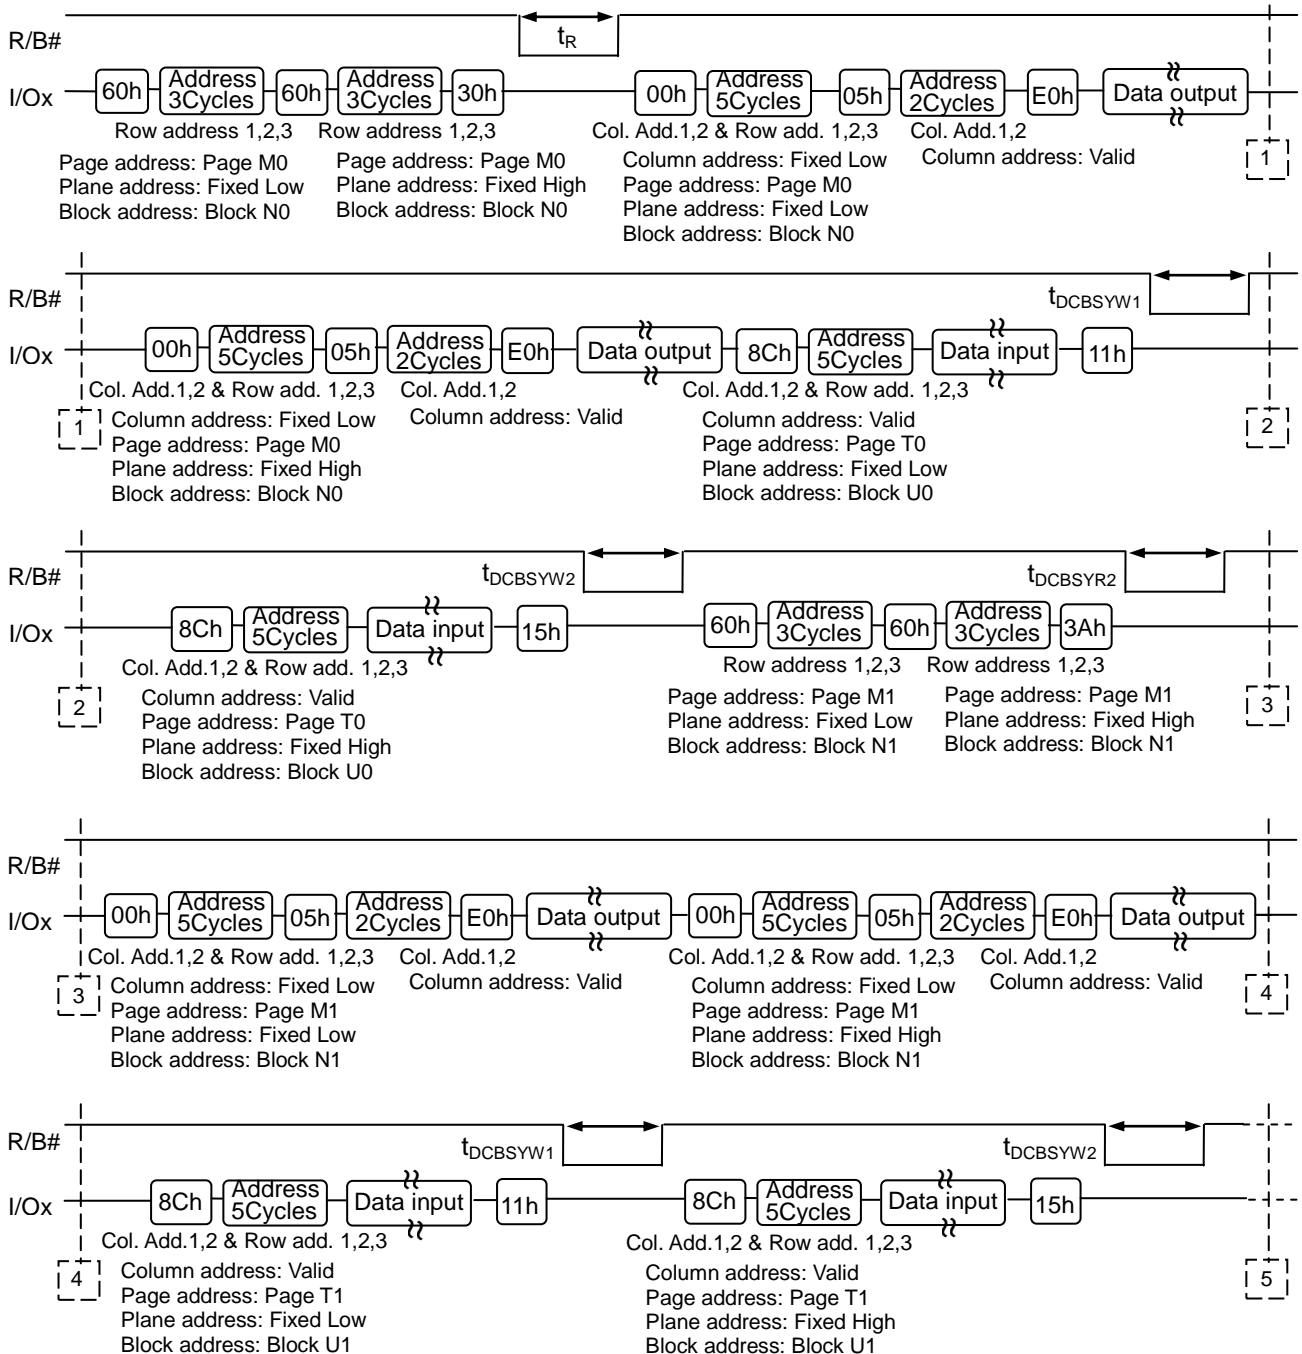 R/B#
tR
I/Ox
60h Address 3Cycles 60h Address 3Cycles 30h 00h Address 5Cycles 05h Address 2Cycles E0h Data output
Row address 1,2,3 Row address 1,2,3 Col. Add.1,2 & Row add. 1,2,3 Col. Add.1,2
Page address: Page M0
Plane address: Fixed Low
Block address: Block N0
Page address: Page M0
Plane address: Fixed High
Block address: Block N0
Column address: Fixed Low
Page address: Page M0
Plane address: Fixed Low
Block address: Block N0
Column address: Valid
1
R/B#
tDCBSYW1
I/Ox
00h Address 5Cycles 05h Address 2Cycles E0h Data output 8Ch Address 5Cycles Data input 11h
Col. Add.1,2 & Row add. 1,2,3 Col. Add.1,2 Col. Add.1,2 & Row add. 1,2,3
1
Column address: Fixed Low
Page address: Page M0
Plane address: Fixed High
Block address: Block N0
Column address: Valid
Column address: Valid
Page address: Page T0
Plane address: Fixed Low
Block address: Block U0
2
R/B#
tDCBSYW2 tDCBSYR2
I/Ox
8Ch Address 5Cycles Data input 15h 60h Address 3Cycles 60h Address 3Cycles 3Ah
Col. Add.1,2 & Row add. 1,2,3 Row address 1,2,3 Row address 1,2,3
2
Column address: Valid
Page address: Page T0
Plane address: Fixed High
Block address: Block U0
Page address: Page M1
Plane address: Fixed Low
Block address: Block N1
Page address: Page M1
Plane address: Fixed High
Block address: Block N1
3
R/B#
I/Ox
00h Address 5Cycles 05h Address 2Cycles E0h Data output 00h Address 5Cycles 05h Address 2Cycles E0h Data output
Col. Add.1,2 & Row add. 1,2,3 Col. Add.1,2 Col. Add.1,2 & Row add. 1,2,3 Col. Add.1,2
3
Column address: Fixed Low
Page address: Page M1
Plane address: Fixed Low
Block address: Block N1
Column address: Valid
Column address: Fixed Low
Page address: Page M1
Plane address: Fixed High
Block address: Block N1
Column address: Valid
4
R/B#
tDCBSYW1 tDCBSYW2
I/Ox
8Ch Address 5Cycles Data input 11h 8Ch Address 5Cycles Data input 15h
Col. Add.1,2 & Row add. 1,2,3 Col. Add.1,2 & Row add. 1,2,3
4
Column address: Valid
Page address: Page T1
Plane address: Fixed Low
Block address: Block U1
Column address: Valid
Page address: Page T1
Plane address: Fixed High
Block address: Block U1
5